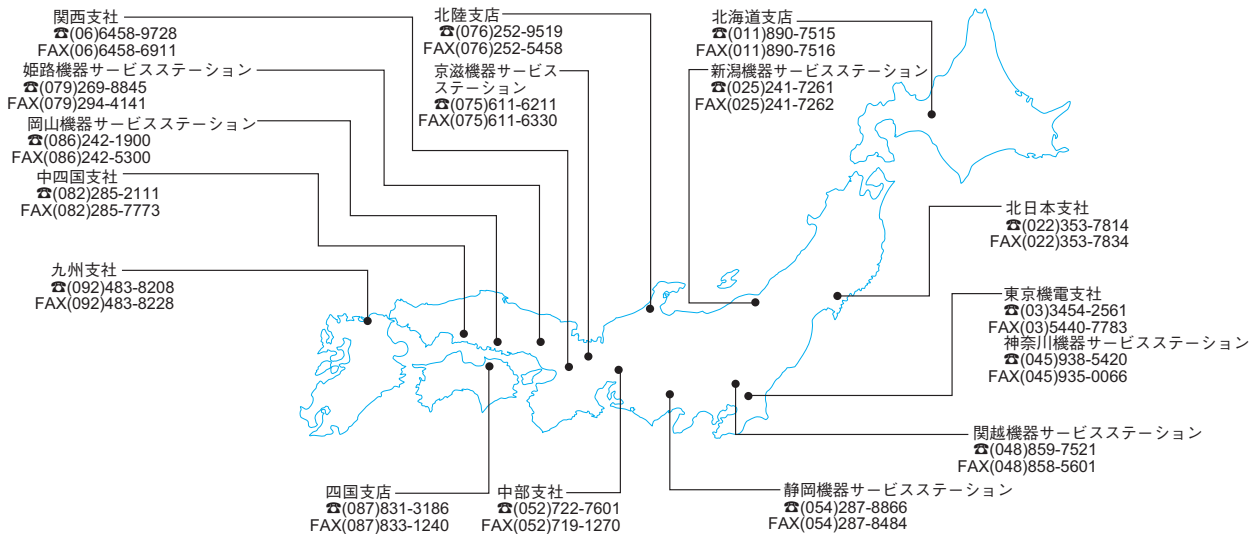 関西支社
☎(06)6458-9728
FAX(06)6458-6911
姫路機器サービスステーション
☎(079)269-8845
FAX(079)294-4141
岡山機器サービスステーション
☎(086)242-1900
FAX(086)242-5300
中四国支社
☎(082)285-2111
FAX(082)285-7773
九州支社
☎(092)483-8208
FAX(092)483-8228
北陸支店
☎(076)252-9519
FAX(076)252-5458
京滋機器サービス
ステーション
☎(075)611-6211
FAX(075)611-6330
北海道支店
☎(011)890-7515
FAX(011)890-7516
新潟機器サービスステーション
☎(025)241-7261
FAX(025)241-7262
北日本支社
☎(022)353-7814
FAX(022)353-7834
東京機電支社
☎(03)3454-2561
FAX(03)5440-7783
神奈川機器サービスステーション
☎(045)938-5420
FAX(045)935-0066
関越機器サービスステーション
☎(048)859-7521
FAX(048)858-5601
静岡機器サービスステーション
☎(054)287-8866
FAX(054)287-8484
中部支社
☎(052)722-7601
FAX(052)719-1270
四国支店
☎(087)831-3186
FAX(087)833-1240